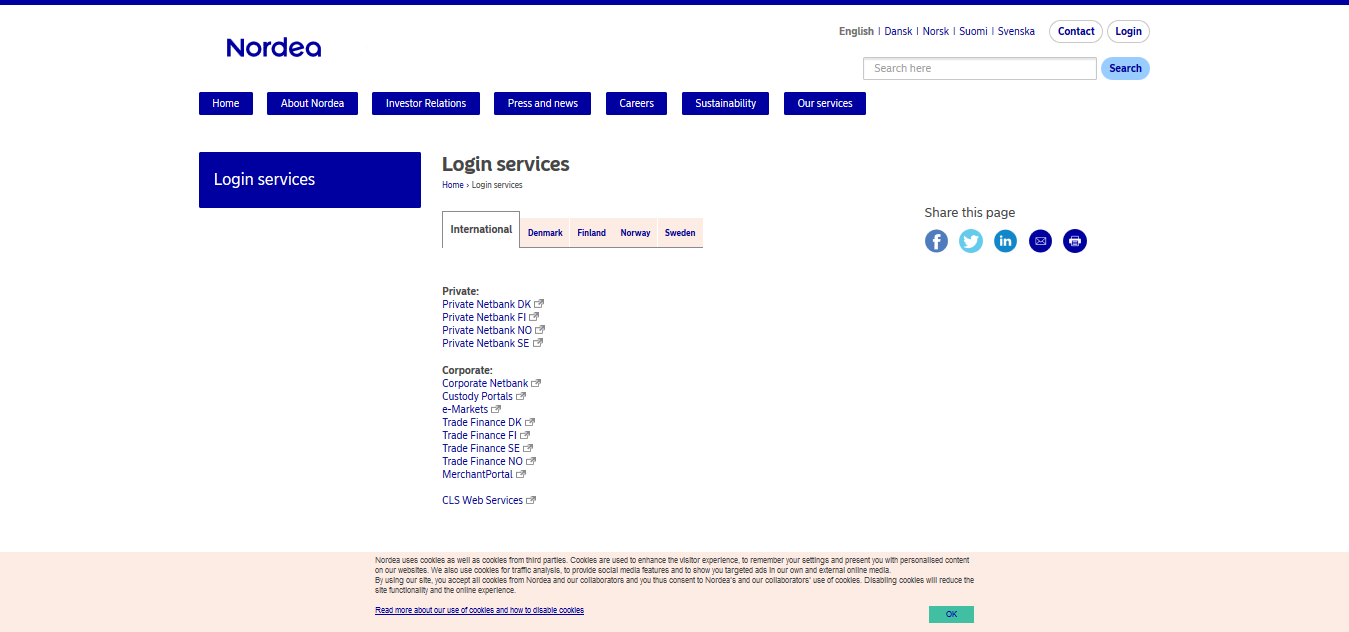 Nordea
English | Dansk | Norsk | Suomi | Svenska
Contact
Login
Search here
Search
Home
About Nordea
Investor Relations
Press and news
Careers
Sustainability
Our services
Login services
Login services
Home › Login services
International
Denmark
Finland
Norway
Sweden
Share this page
Private:
Private Netbank DK
Private Netbank FI
Private Netbank NO
Private Netbank SE
Corporate:
Corporate Netbank
Custody Portals
e-Markets
Trade Finance DK
Trade Finance FI
Trade Finance SE
Trade Finance NO
MerchantPortal
CLS Web Services
Nordea uses cookies as well as cookies from third parties. Cookies are used to enhance the visitor experience, to remember your settings and present you with personalised content
on our websites. We also use cookies for traffic analysis, to provide social media features and to show you targeted ads in our own and external online media.
By using our site, you accept all cookies from Nordea and our collaborators and you thus consent to Nordea's and our collaborators' use of cookies. Disabling cookies will reduce the
site functionality and the online experience.
Read more about our use of cookies and how to disable cookies
OK